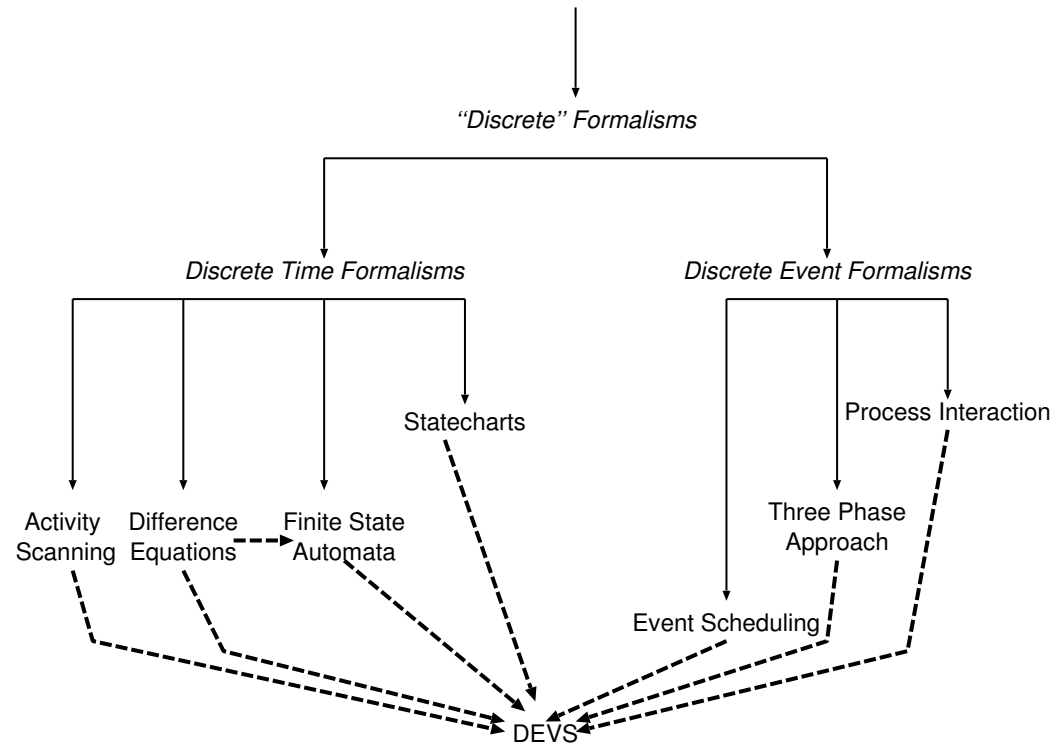 ‘‘Discrete’’ Formalisms
Discrete Time Formalisms
Discrete Event Formalisms
Statecharts
Process Interaction
Activity
Scanning
Difference
Equations
Finite State
Automata
Three Phase
Approach
Event Scheduling
DEVS